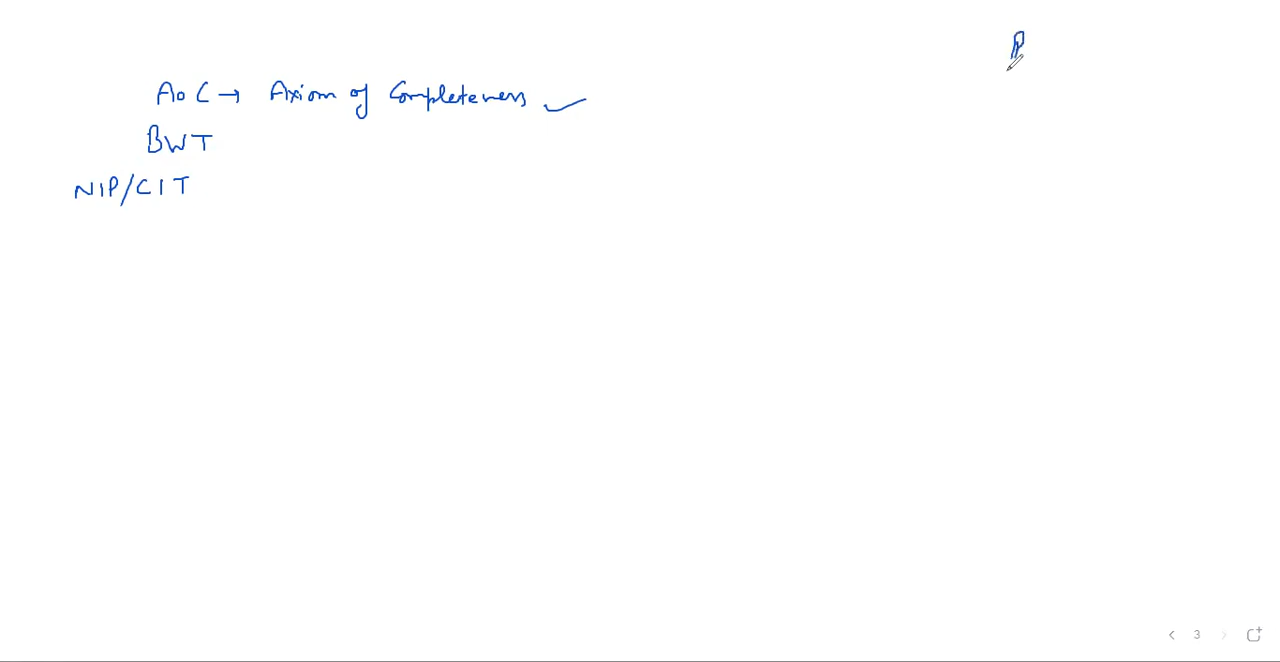 AoC → Axiom of Completeness ✓
BWT
NIP/CIT
3